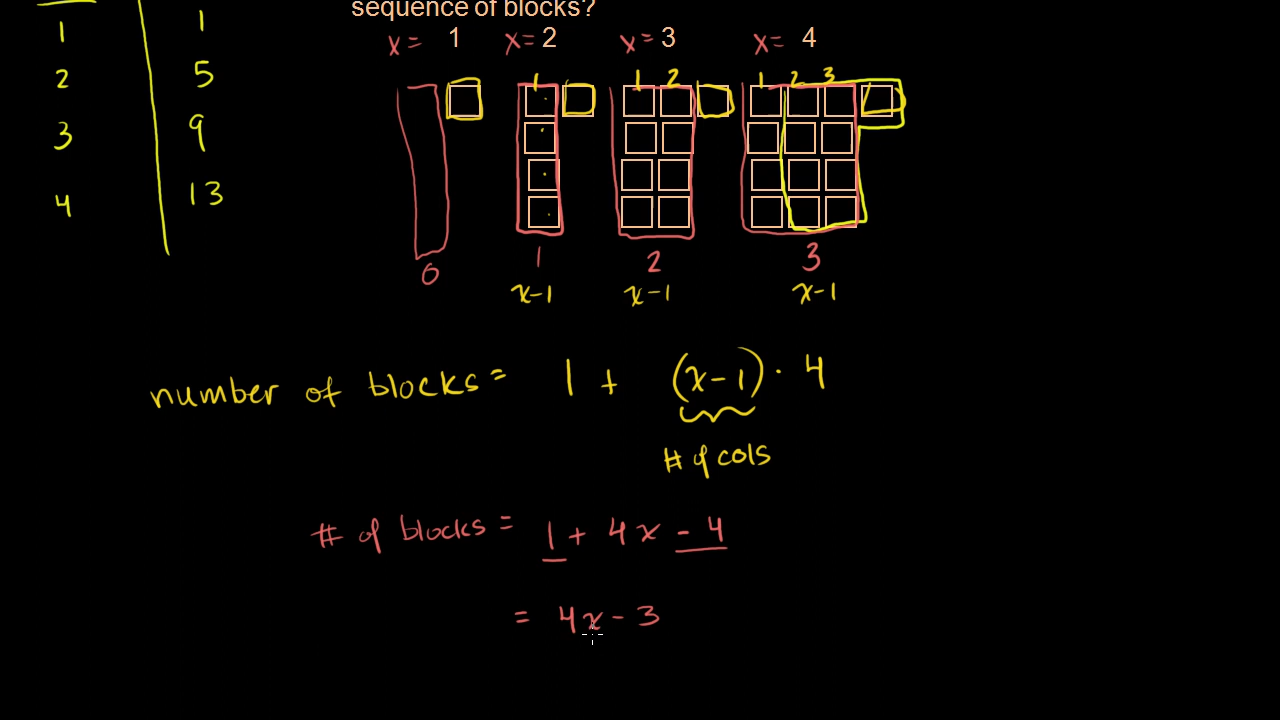 sequence of blocks?
x= 1 x= 2 x= 3 x= 4
1 1
2 5
3 9
4 13
1 1 2 1 2 3
0 1 2 3
x-1 x-1 x-1
number of blocks = 1 + (x-1) · 4
# of cols
# of blocks = 1 + 4x - 4
= 4x - 3